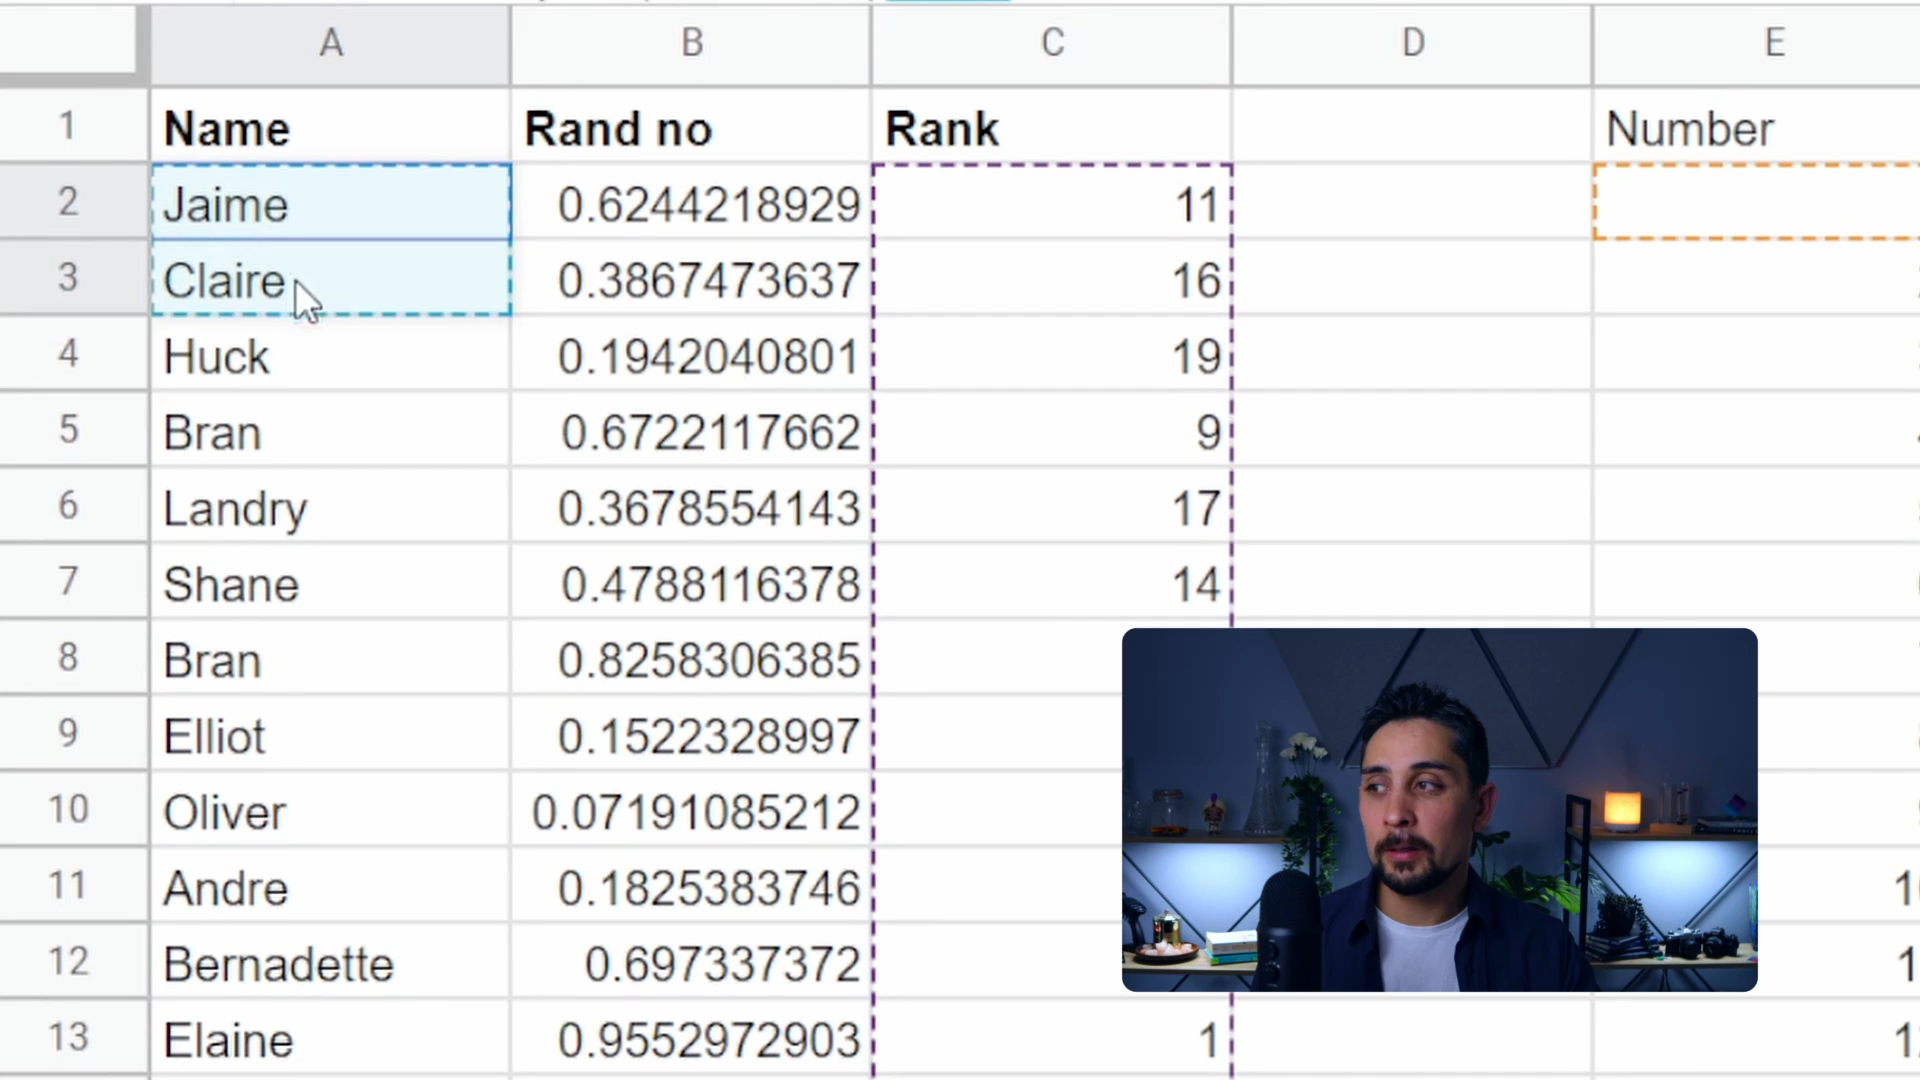 A B C D E
1 Name Rand no Rank Number
2 Jaime 0.6244218929 11
3 Claire 0.3867473637 16
4 Huck 0.1942040801 19
5 Bran 0.6722117662 9
6 Landry 0.3678554143 17
7 Shane 0.4788116378 14
8 Bran 0.8258306385
9 Elliot 0.1522328997
10 Oliver 0.07191085212
11 Andre 0.1825383746
12 Bernadette 0.697337372
13 Elaine 0.9552972903 1